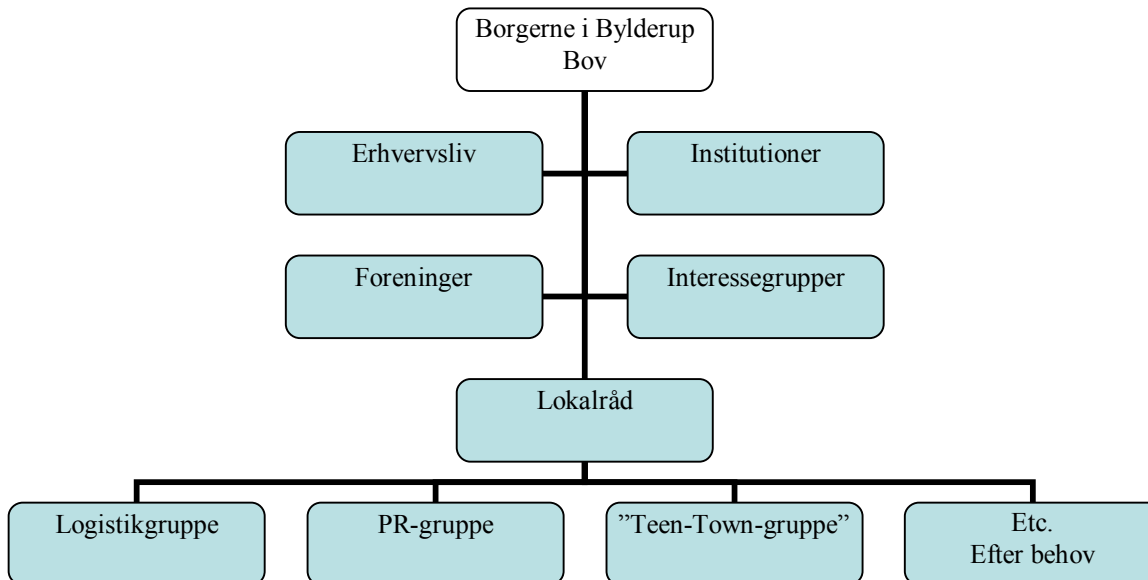 Borgerne i Bylderup
Bov
Erhvervsliv
Institutioner
Foreninger
Interessegrupper
Lokalråd
Logistikgruppe
PR-gruppe
”Teen-Town-gruppe”
Etc.
Efter behov